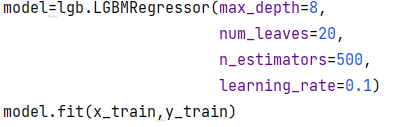 model=lgb.LGBMRegressor(max_depth=8,
num_leaves=20,
n_estimators=500,
learning_rate=0.1)
model.fit(x_train,y_train)